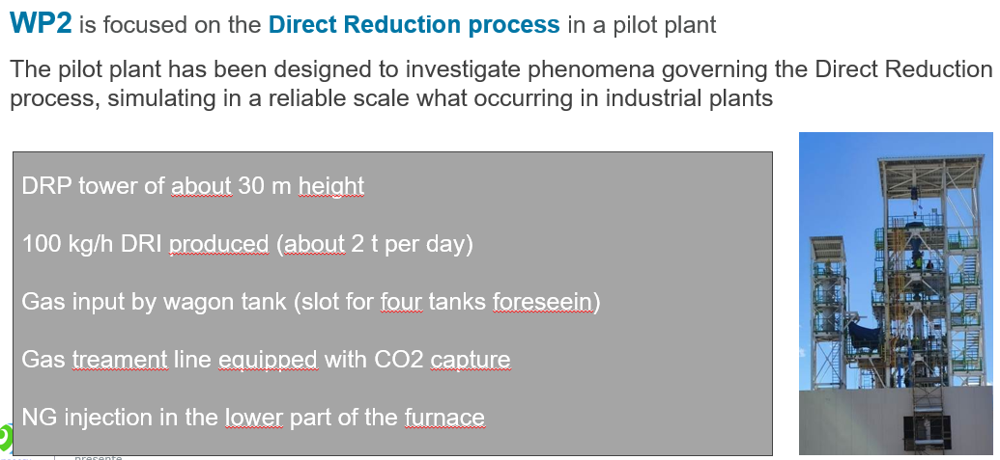 WP2 is focused on the Direct Reduction process in a pilot plant
The pilot plant has been designed to investigate phenomena governing the Direct Reduction
process, simulating in a reliable scale what occurring in industrial plants
DRP tower of about 30 m height
100 kg/h DRI produced (about 2 t per day)
Gas input by wagon tank (slot for four tanks foreseein)
Gas treament line equipped with CO2 capture
NG injection in the lower part of the furnace
presente